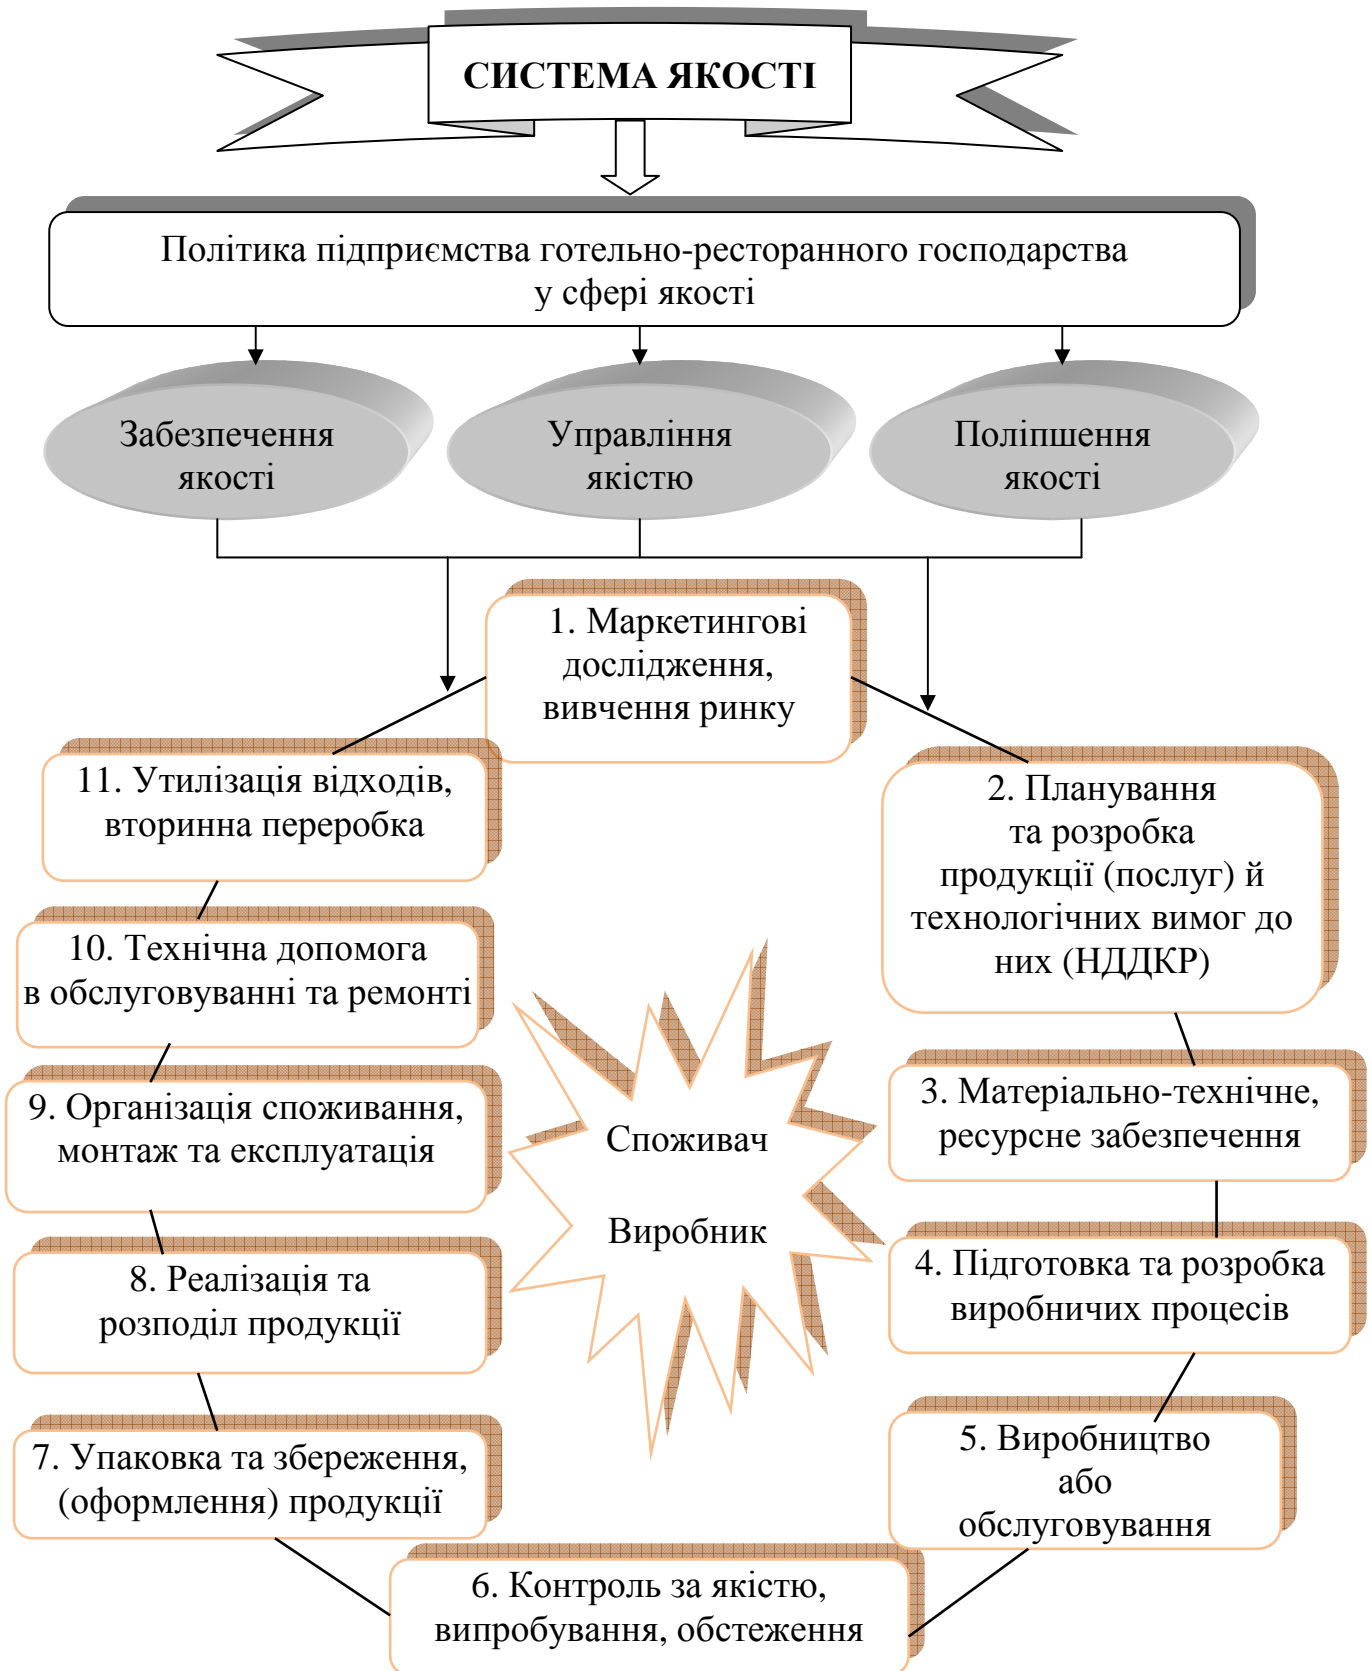 СИСТЕМА ЯКОСТІ
Політика підприємства готельно-ресторанного господарства
у сфері якості
Забезпечення
якості
Управління
якістю
Поліпшення
якості
1. Маркетингові
дослідження,
вивчення ринку
2. Планування
та розробка
продукції (послуг) й
технологічних вимог до
них (НДДКР)
3. Матеріально-технічне,
ресурсне забезпечення
4. Підготовка та розробка
виробничих процесів
5. Виробництво
або
обслуговування
6. Контроль за якістю,
випробування, обстеження
7. Упаковка та збереження,
(оформлення) продукції
8. Реалізація та
розподіл продукції
9. Організація споживання,
монтаж та експлуатація
10. Технічна допомога
в обслуговуванні та ремонті
11. Утилізація відходів,
вторинна переробка
Споживач
Виробник